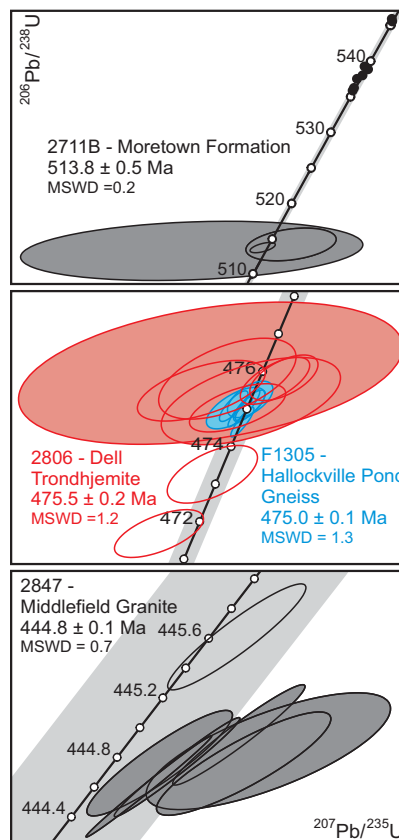 206Pb/238U
540
530
2711B - Moretown Formation
513.8 ± 0.5 Ma
MSWD =0.2
520
510
476
474
2806 - Dell
Trondhjemite
475.5 ± 0.2 Ma
MSWD =1.2
F1305 -
Hallockville Pond
Gneiss
475.0 ± 0.1 Ma
MSWD = 1.3
472
2847 -
Middlefield Granite
444.8 ± 0.1 Ma
MSWD = 0.7
445.6
445.2
444.8
444.4
207Pb/235U